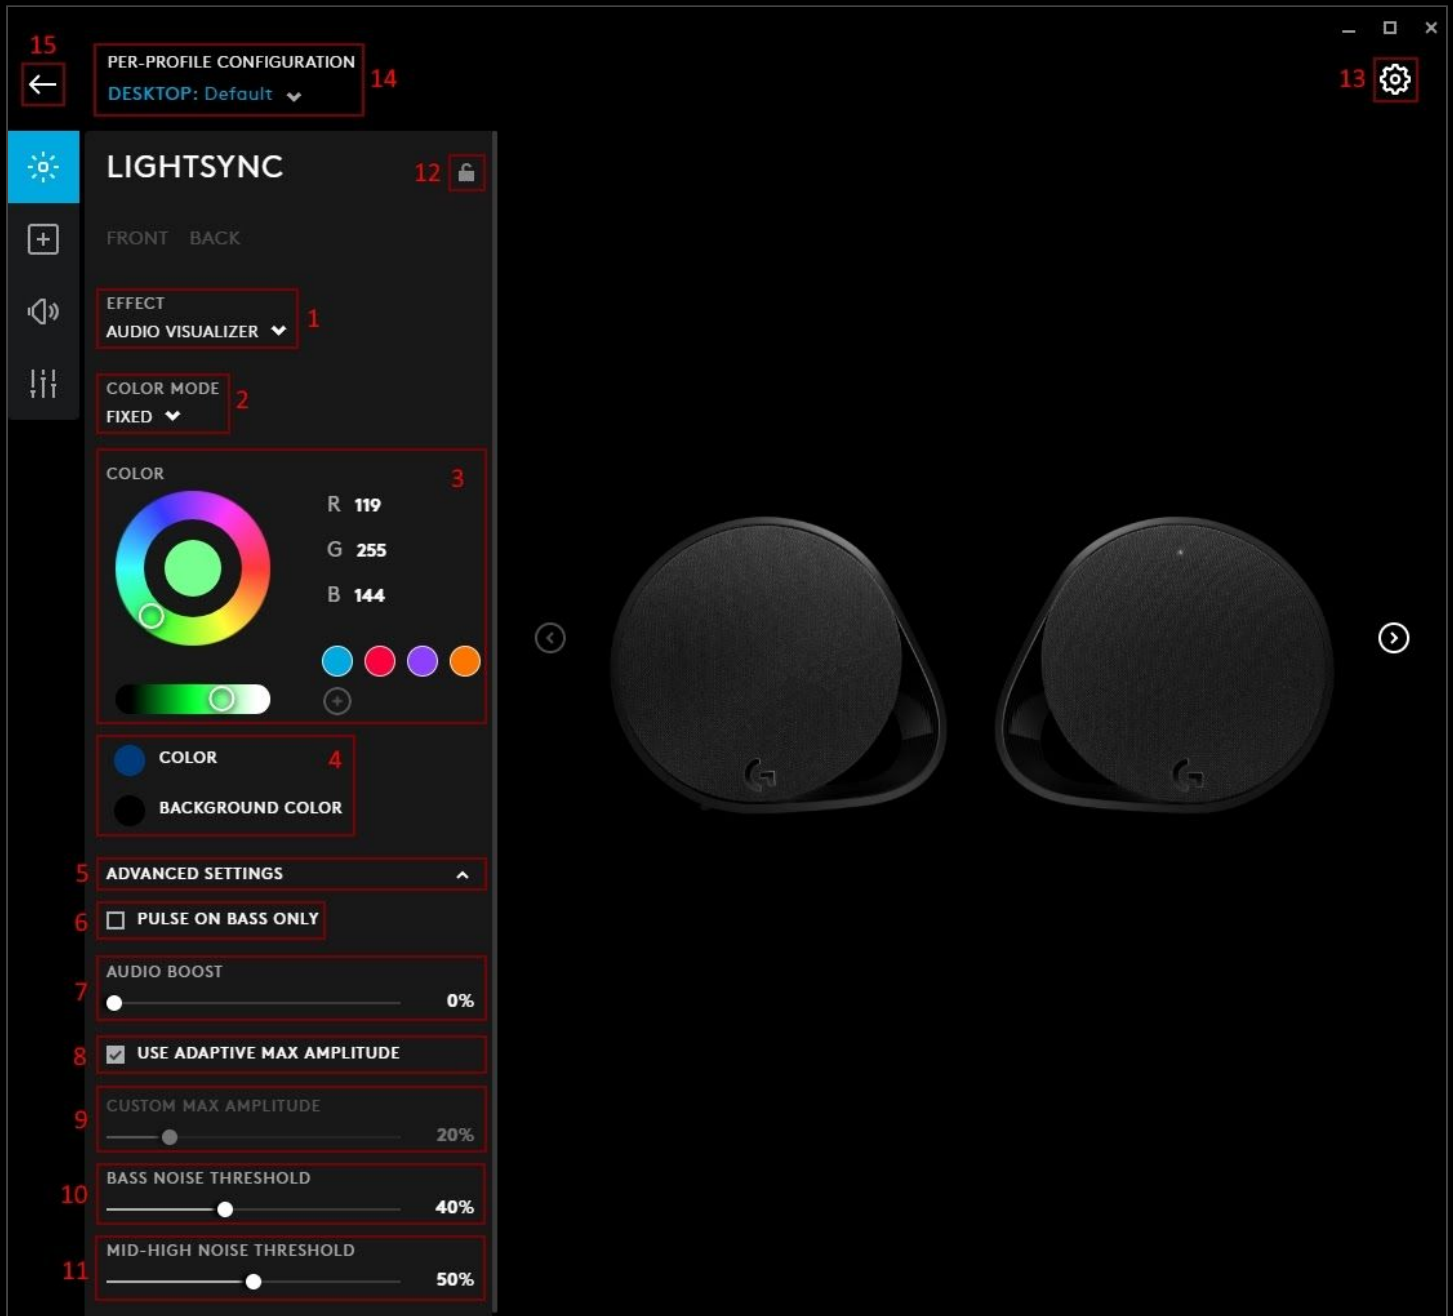 15
PER-PROFILE CONFIGURATION
DESKTOP: Default
14
13
LIGHTSYNC
12
FRONT BACK
EFFECT
AUDIO VISUALIZER
1
COLOR MODE
FIXED
2
COLOR
3
R 119
G 255
B 144
COLOR
4
BACKGROUND COLOR
5
ADVANCED SETTINGS
6
PULSE ON BASS ONLY
AUDIO BOOST
7
0%
8
USE ADAPTIVE MAX AMPLITUDE
CUSTOM MAX AMPLITUDE
9
20%
BASS NOISE THRESHOLD
10
40%
MID-HIGH NOISE THRESHOLD
11
50%